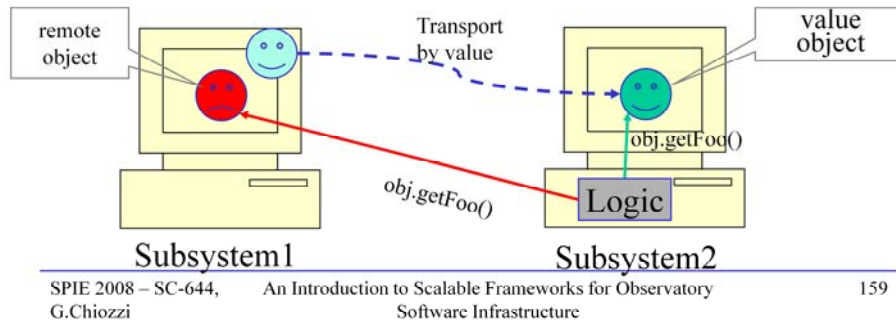 remote
object
Transport
by value
value
object
obj.getFoo()
obj.getFoo()
Logic
Subsystem1
Subsystem2
SPIE 2008 – SC-644,
G.Chiozzi
An Introduction to Scalable Frameworks for Observatory
Software Infrastructure
159